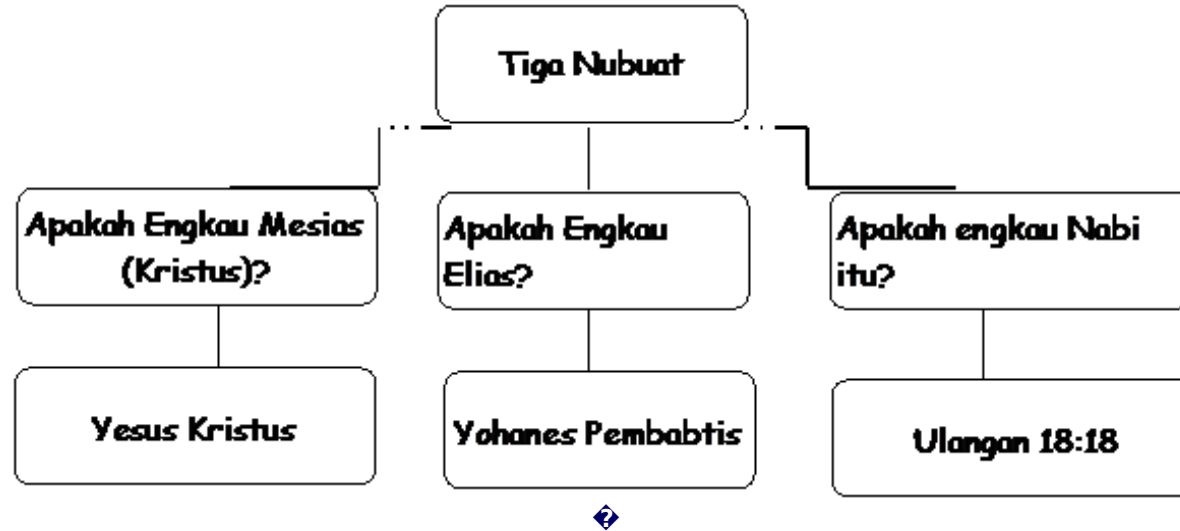 Tiga Nubuat
Apakah Engkau Mesias
(Kristus)?
Apakah Engkau
Elias?
Apakah engkau Nabi
itu?
Yesus Kristus
Yohanes Pembabtis
Ulangan 18:18
�